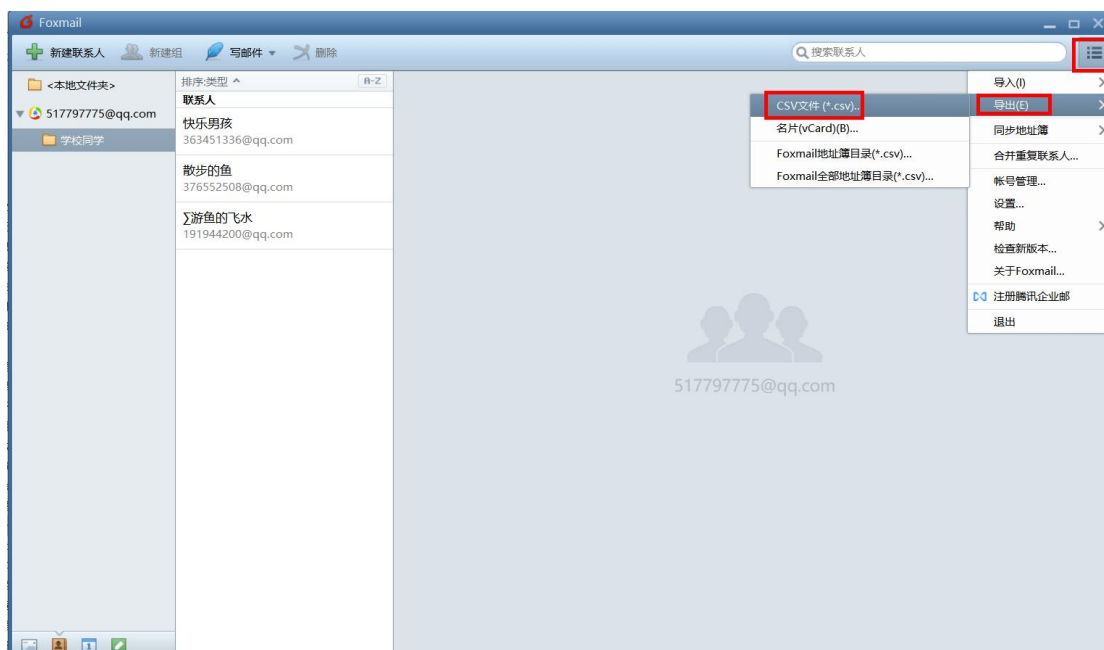 Foxmail
新建联系人 新建组 写邮件 删除 搜索联系人
<本地文件夹>
517797775@qq.com
学校同学
排序:类型 A-Z
联系人
快乐男孩
363451336@qq.com
散步的鱼
376552508@qq.com
∑游鱼的飞水
191944200@qq.com
517797775@qq.com
CSV文件 (*.csv)...
名片(vCard)(B)...
Foxmail地址簿目录(*.csv)...
Foxmail全部地址簿目录(*.csv)...
导入(I)
导出(E)
同步地址簿
合并重复联系人...
帐号管理...
设置...
帮助
检查新版本...
关于Foxmail...
注册腾讯企业邮
退出
1